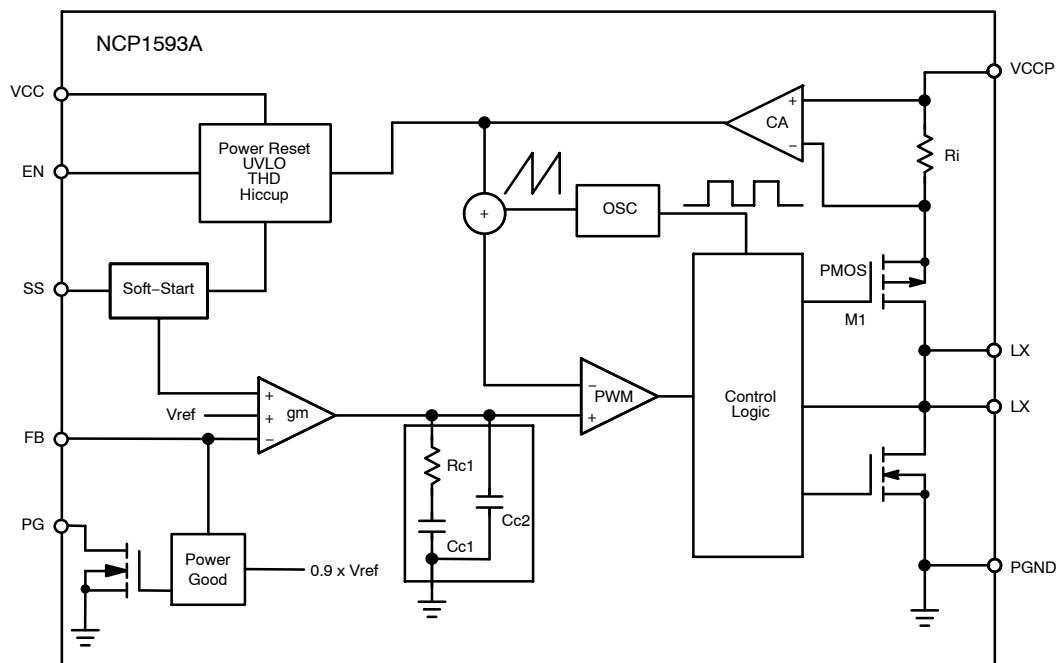 NCP1593A
VCC
VCCP
Power Reset
UVLO
THD
Hiccup
+
CA
−
Ri
EN
+
OSC
SS
Soft−Start
PMOS
M1
LX
Vref
+
+
−
gm
−
+
PWM
Control
Logic
LX
FB
Rc1
Cc2
Cc1
PG
Power
Good
0.9 x Vref
PGND